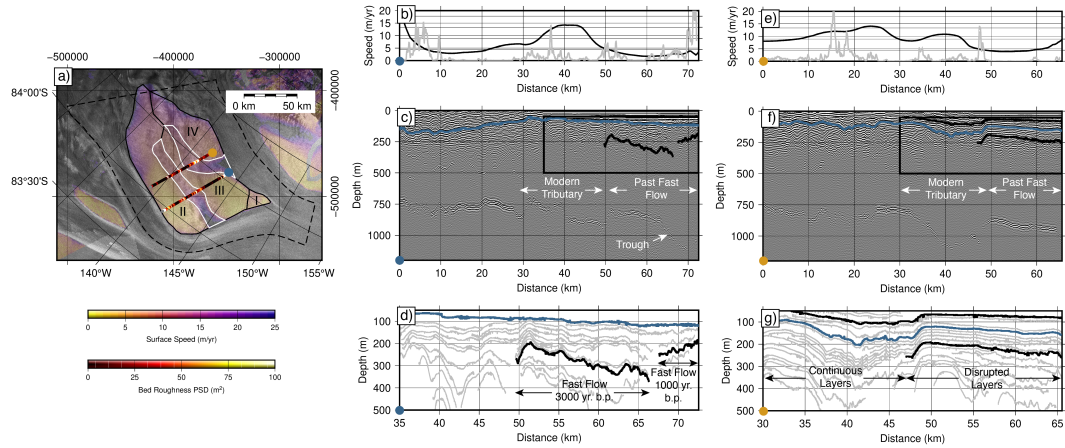 a)
−500000
−400000
−300000
84°00'S
83°30'S
−400000
−500000
0 km 50 km
IV
III
II
I
140°W
145°W
150°W
155°W
0 5 10 15 20 25
Surface Speed (m/yr)
0 25 50 75 100
Bed Roughness PSD (m²)
b)
Speed (m/yr)
20
15
10
5
0
0 10 20 30 40 50 60 70
Distance (km)
c)
Depth (m)
0
250
500
750
1000
Modern
Tributary
Past Fast
Flow
Trough
0 10 20 30 40 50 60 70
Distance (km)
d)
Depth (m)
100
200
300
400
500
Fast Flow
3000 yr. b.p.
Fast Flow
1000 yr.
b.p.
35 40 45 50 55 60 65 70
Distance (km)
e)
Speed (m/yr)
20
15
10
5
0
0 10 20 30 40 50 60
Distance (km)
f)
Depth (m)
0
250
500
750
1000
Modern
Tributary
Past Fast
Flow
0 10 20 30 40 50 60
Distance (km)
g)
Depth (m)
100
200
300
400
500
Continuous
Layers
Disrupted
Layers
30 35 40 45 50 55 60 65
Distance (km)